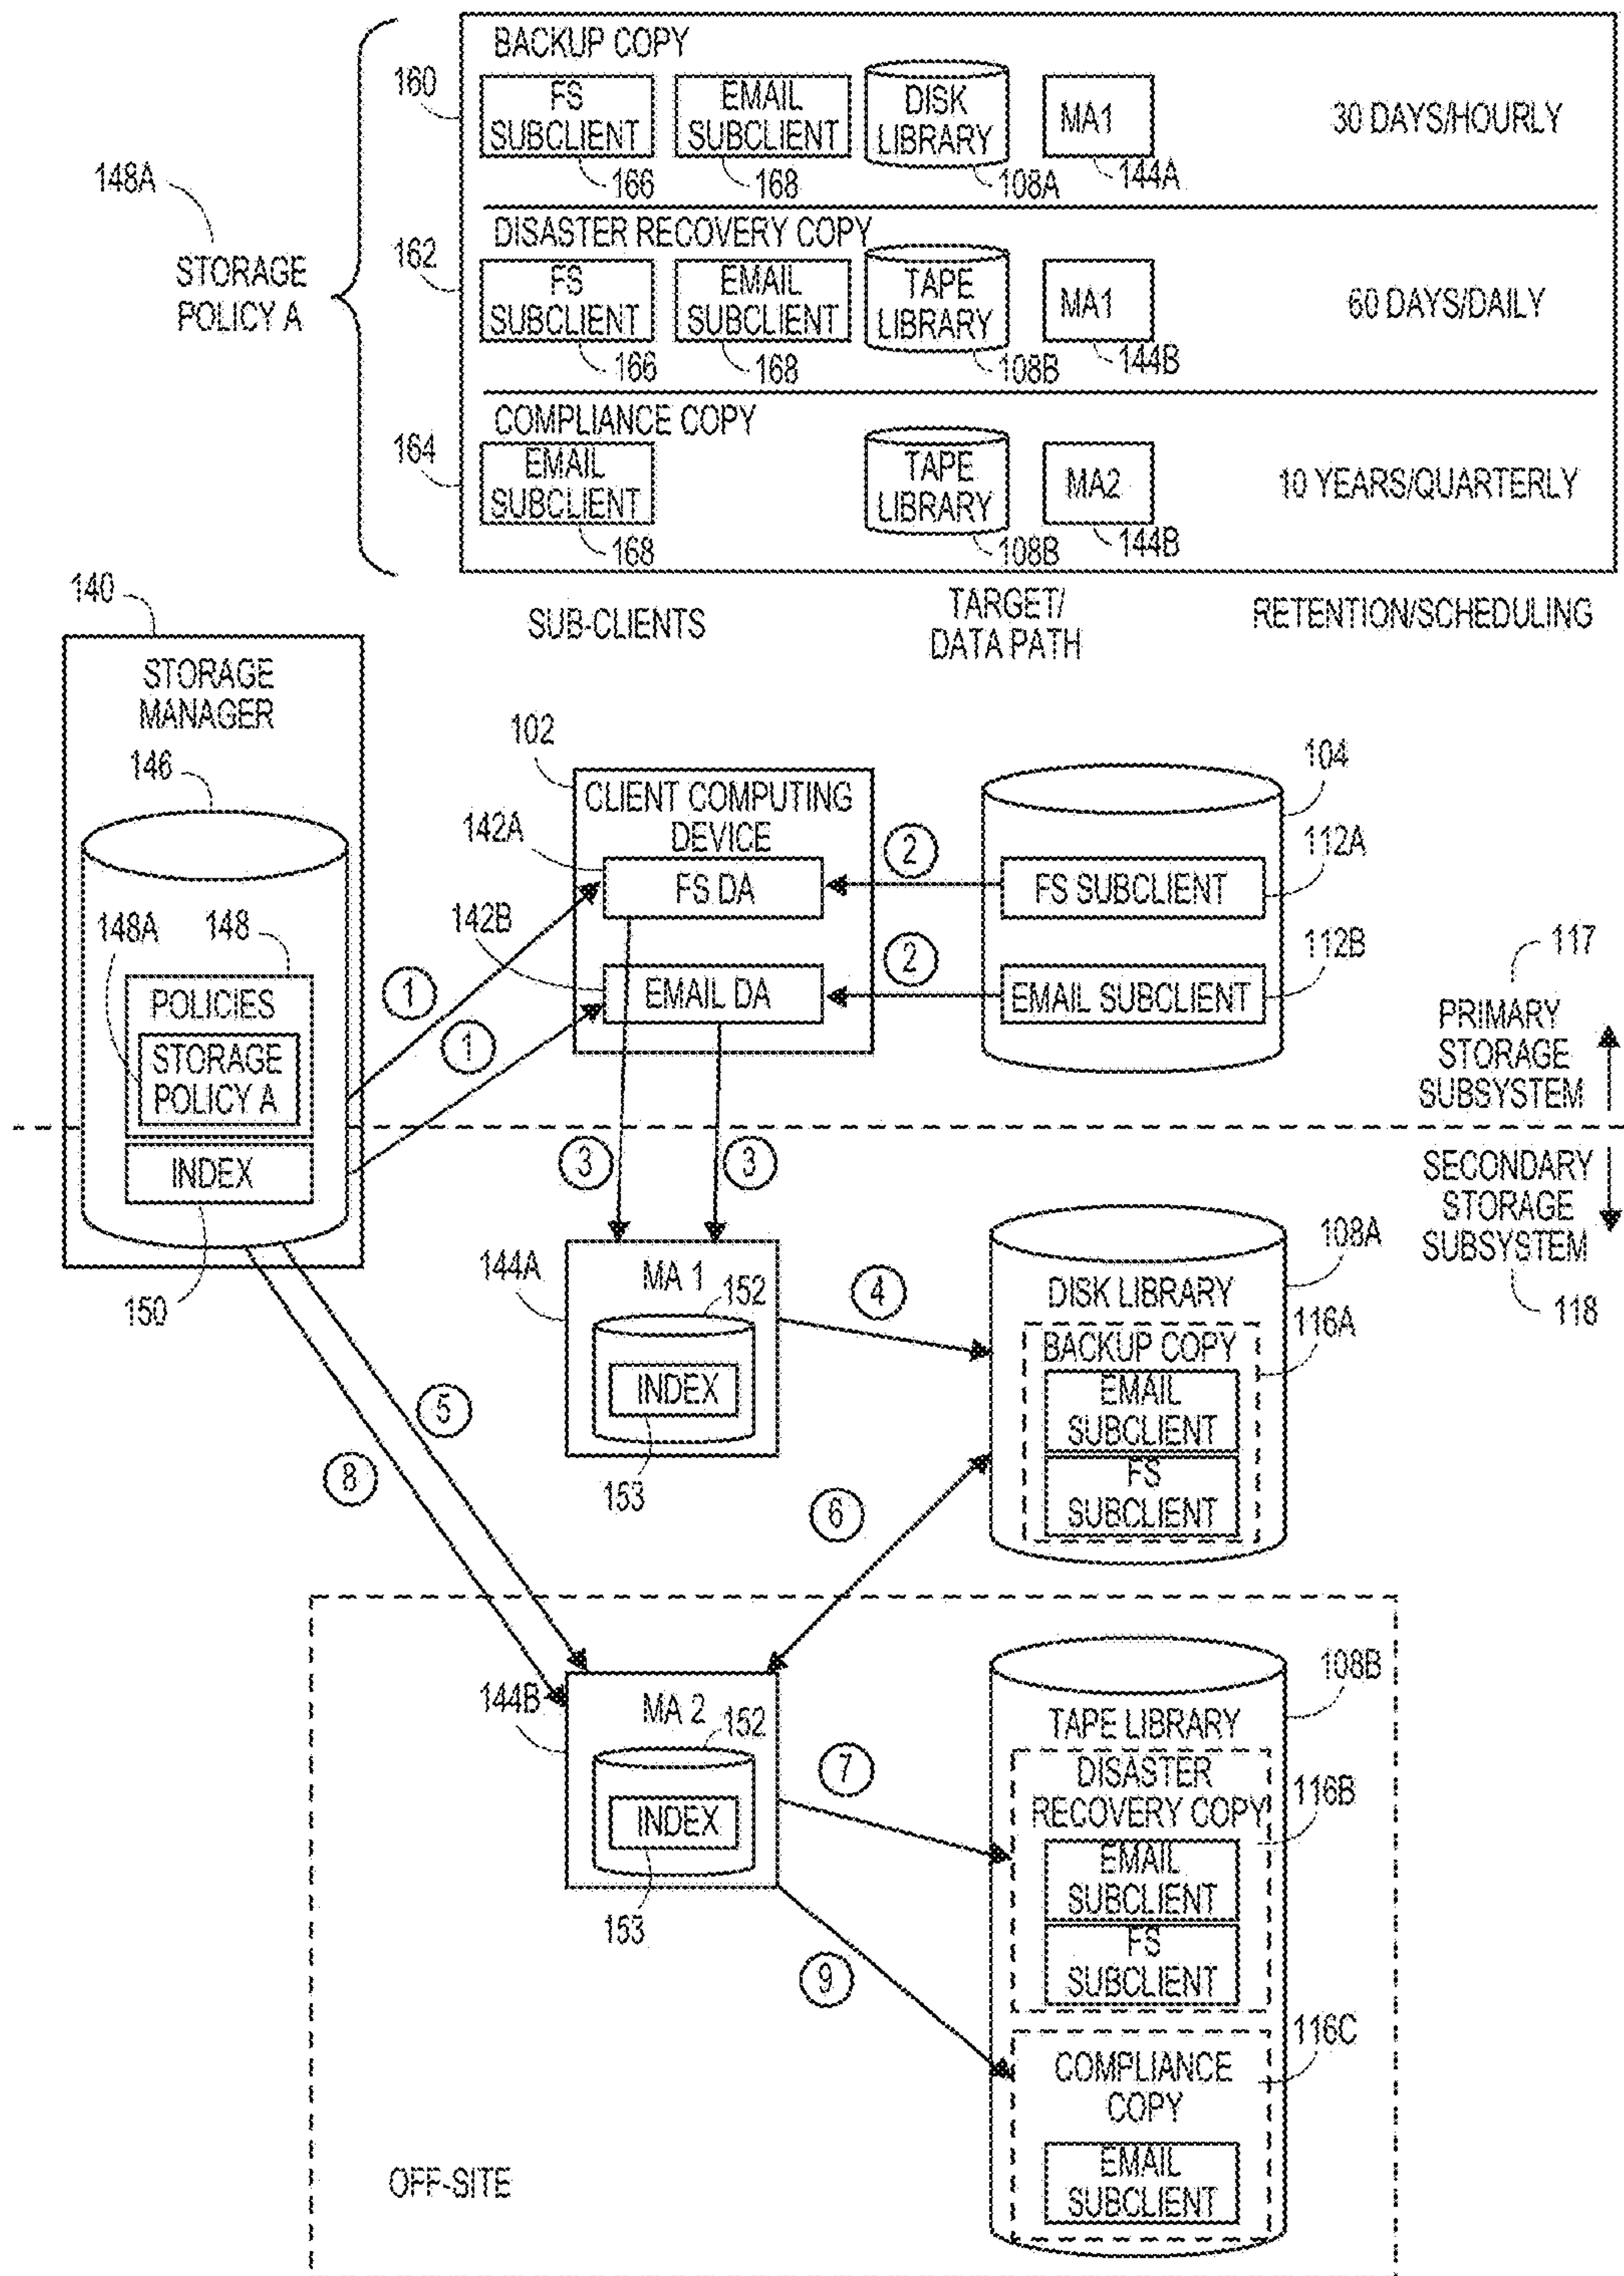 BACKUP COPY
160
FS
SUBCLIENT
166
EMAIL
SUBCLIENT
168
DISK
LIBRARY
108A
MA1
144A
30 DAYS/HOURLY
148A
STORAGE
POLICY A
DISASTER RECOVERY COPY
162
FS
SUBCLIENT
166
EMAIL
SUBCLIENT
168
TAPE
LIBRARY
108B
MA1
144B
60 DAYS/DAILY
COMPLIANCE COPY
164
EMAIL
SUBCLIENT
168
TAPE
LIBRARY
108B
MA2
144B
10 YEARS/QUARTERLY
SUB-CLIENTS
TARGET/
DATA PATH
RETENTION/SCHEDULING
140
STORAGE
MANAGER
146
148A
148
POLICIES
STORAGE
POLICY A
INDEX
150
102
CLIENT COMPUTING
DEVICE
142A
FS DA
142B
EMAIL DA
104
FS SUBCLIENT
112A
EMAIL SUBCLIENT
112B
1
1
2
2
3
3
117
PRIMARY
STORAGE
SUBSYSTEM
SECONDARY
STORAGE
SUBSYSTEM
118
144A
MA 1
152
INDEX
153
4
108A
DISK LIBRARY
116A
BACKUP COPY
EMAIL
SUBCLIENT
FS
SUBCLIENT
5
8
6
144B
MA 2
152
INDEX
153
7
9
108B
TAPE LIBRARY
DISASTER
RECOVERY COPY
116B
EMAIL
SUBCLIENT
FS
SUBCLIENT
116C
COMPLIANCE
COPY
EMAIL
SUBCLIENT
OFF-SITE